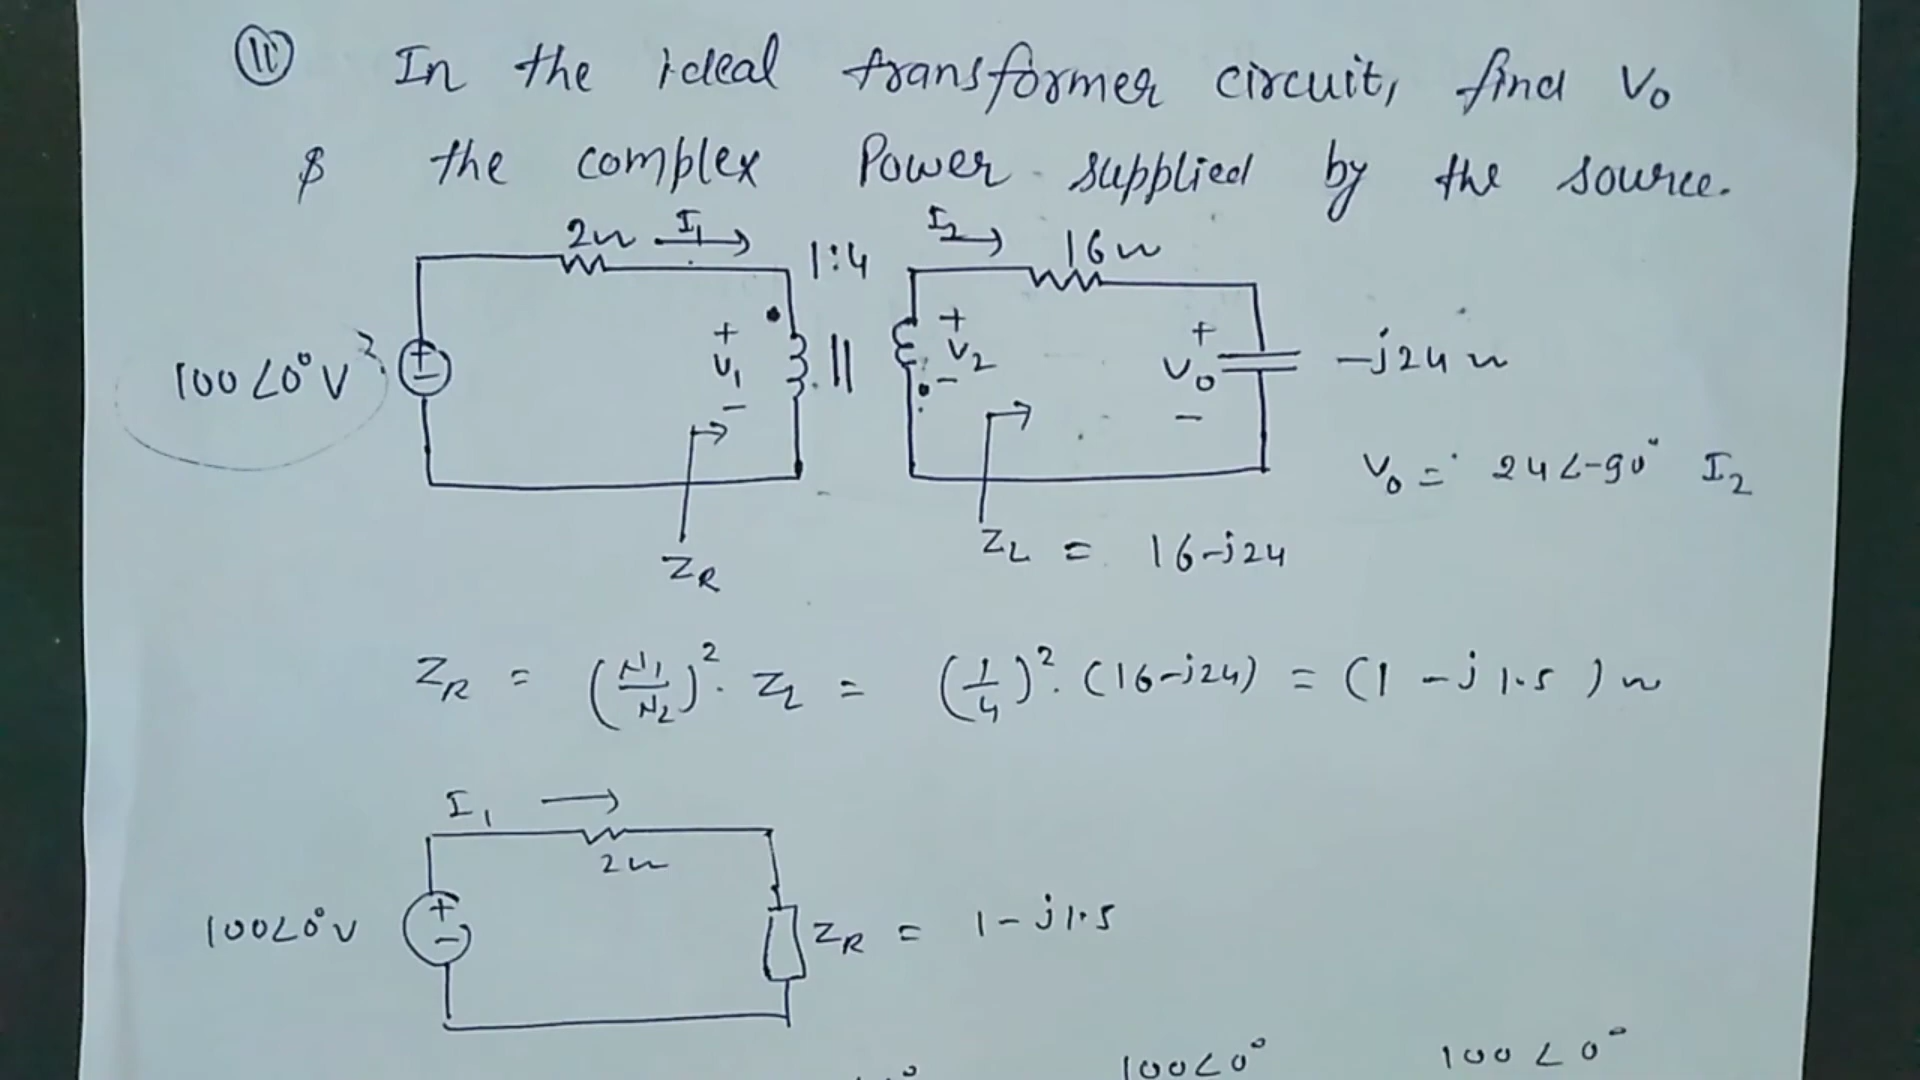 11 In the ideal transformer circuit, find Vo
$ the complex Power supplied by the source.
2Ω I1 1:4 I2 16Ω
100∠0°V + - + V1 - + V2 - + Vo - -j24Ω
Vo = 24∠-90° I2
ZR ZL = 16-j24
ZR = (N1/N2)². ZL = (1/4)². (16-j24) = (1 -j 1.5 ) Ω
I1
2Ω
100∠0°V + - ZR = 1-j1.5
100∠0° 100∠0°